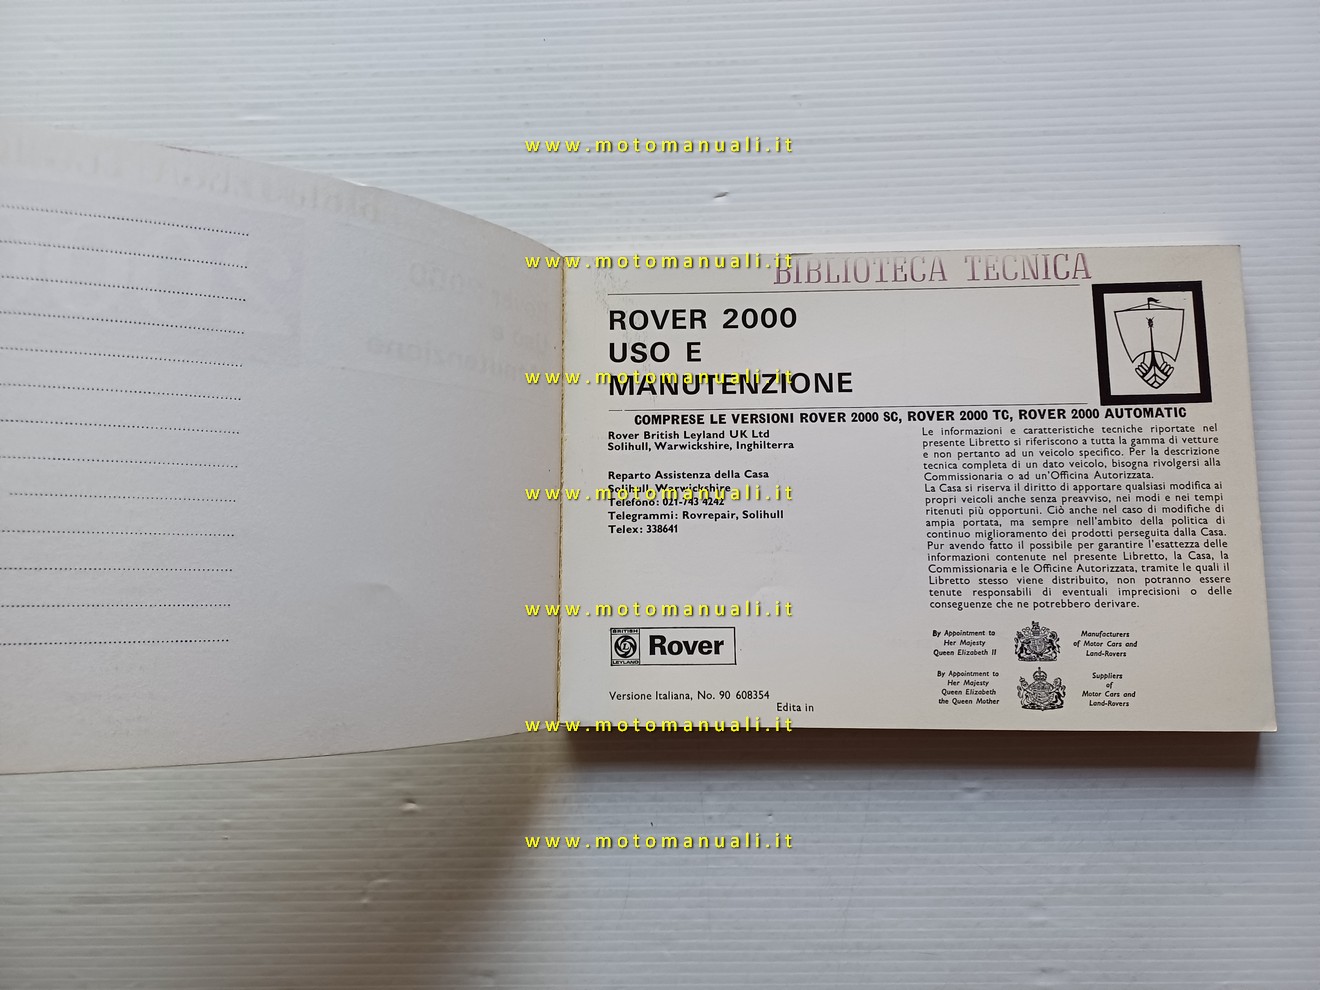 www.motomanuali.it
www.motomanuali.it
BIBLIOTECA TECNICA
ROVER 2000
USO E
MANUTENZIONE
www.motomanuali.it
COMPRESE LE VERSIONI ROVER 2000 SC, ROVER 2000 TC, ROVER 2000 AUTOMATIC
Rover British Leyland UK Ltd
Solihull, Warwickshire, Inghilterra
Reparto Assistenza della Casa
Solihull, Warwickshire
www.motomanuali.it
Telefono: 021-743 4242
Telegrammi: Rovrepair, Solihull
Telex: 338641
Le informazioni e caratteristiche tecniche riportate nel
presente Libretto si riferiscono a tutta la gamma di vetture
e non pertanto ad un veicolo specifico. Per la descrizione
tecnica completa di un dato veicolo, bisogna rivolgersi alla
Commissionaria o ad un'Officina Autorizzata.
La Casa si riserva il diritto di apportare qualsiasi modifica ai
propri veicoli anche senza preavviso, nei modi e nei tempi
ritenuti più opportuni. Ciò anche nel caso di modifiche di
ampia portata, ma sempre nell'ambito della politica di
continuo miglioramento dei prodotti perseguita dalla Casa.
Pur avendo fatto il possibile per garantire l'esattezza delle
informazioni contenute nel presente Libretto, la Casa, la
Commissionaria e le Officine Autorizzata, tramite le quali il
Libretto stesso viene distribuito, non potranno essere
tenute responsabili di eventuali imprecisioni o delle
conseguenze che ne potrebbero derivare.
www.motomanuali.it
BRITISH
LEYLAND
Rover
By Appointment to
Her Majesty
Queen Elizabeth II
Manufacturers
of Motor Cars and
Land-Rovers
By Appointment to
Her Majesty
Queen Elizabeth
the Queen Mother
Suppliers
of
Motor Cars and
Land-Rovers
Versione Italiana, No. 90 608354
Edita in
www.motomanuali.it
www.motomanuali.it